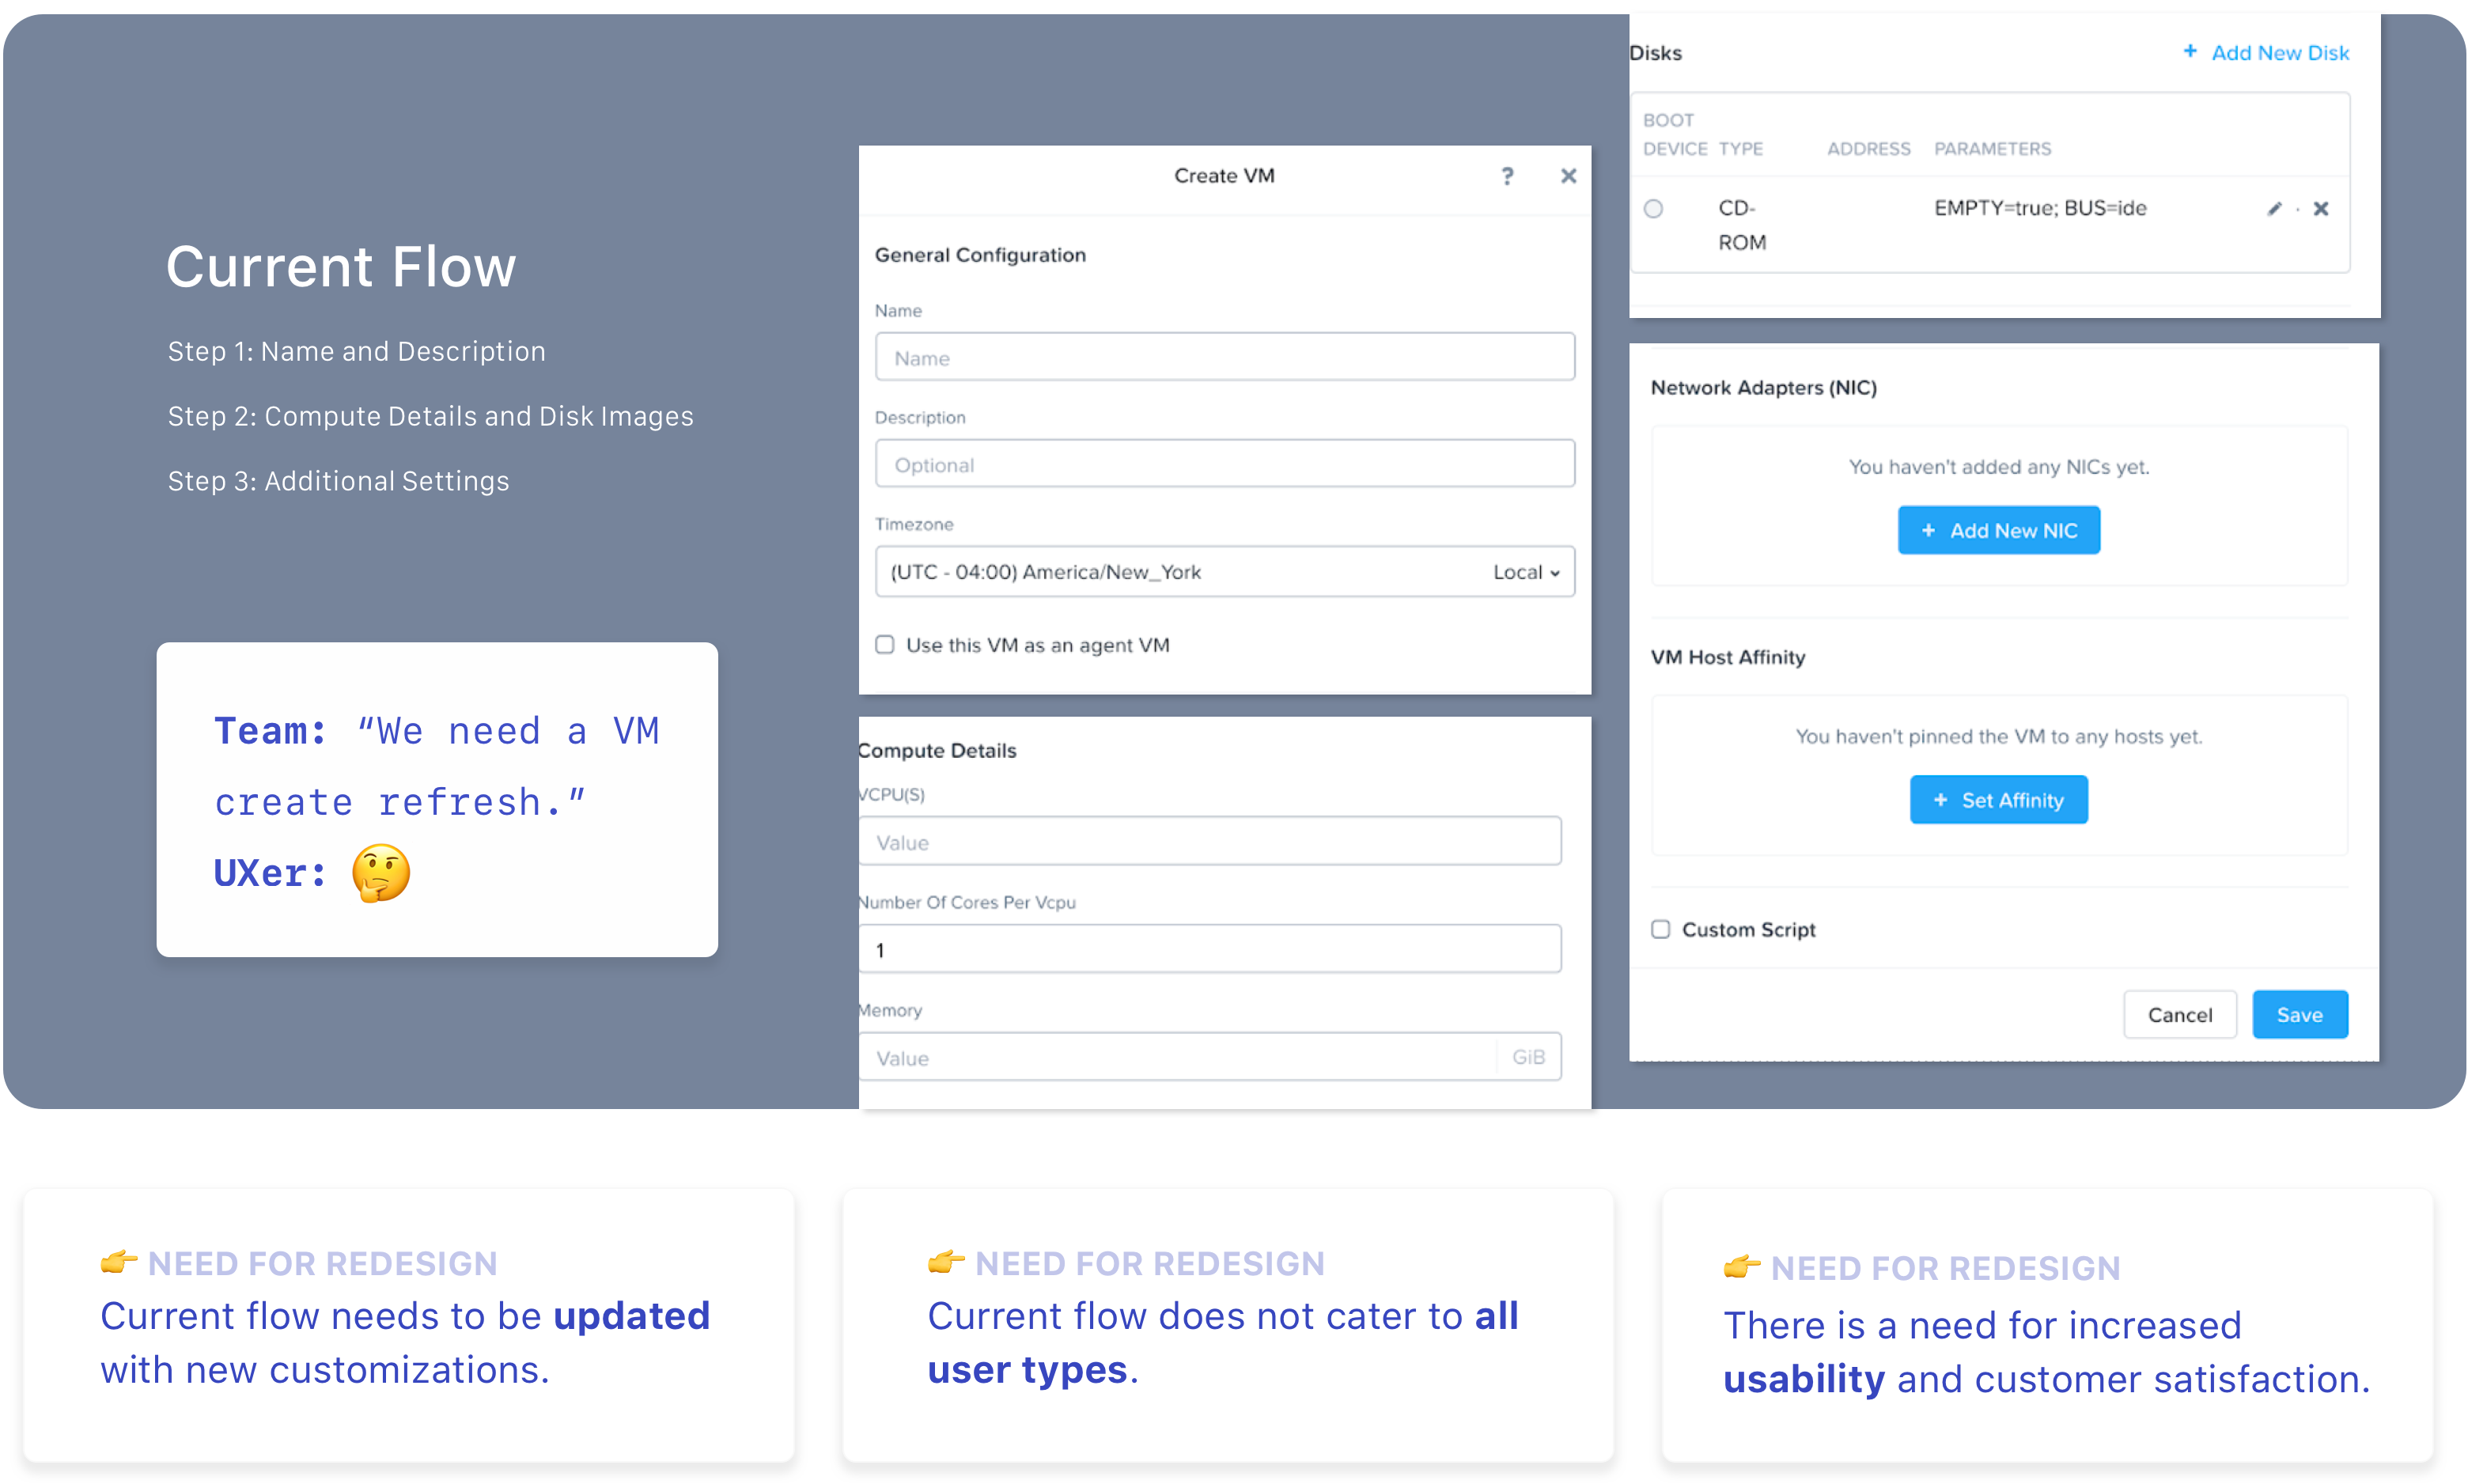 Current Flow
Step 1: Name and Description
Step 2: Compute Details and Disk Images
Step 3: Additional Settings
Team: “We need a VM
create refresh.”
UXer: 🤔
Create VM ? ✕
General Configuration
Name
Name
Description
Optional
Timezone
(UTC - 04:00) America/New_York Local
Use this VM as an agent VM
Compute Details
VCPU(S)
Value
Number Of Cores Per Vcpu
1
Memory
Value GiB
Disks + Add New Disk
BOOT
DEVICE TYPE ADDRESS PARAMETERS
CD- EMPTY=true; BUS=ide · ✕
ROM
Network Adapters (NIC)
You haven't added any NICs yet.
+ Add New NIC
VM Host Affinity
You haven't pinned the VM to any hosts yet.
+ Set Affinity
Custom Script
Cancel Save
👉 NEED FOR REDESIGN
Current flow needs to be updated
with new customizations.
👉 NEED FOR REDESIGN
Current flow does not cater to all
user types.
👉 NEED FOR REDESIGN
There is a need for increased
usability and customer satisfaction.